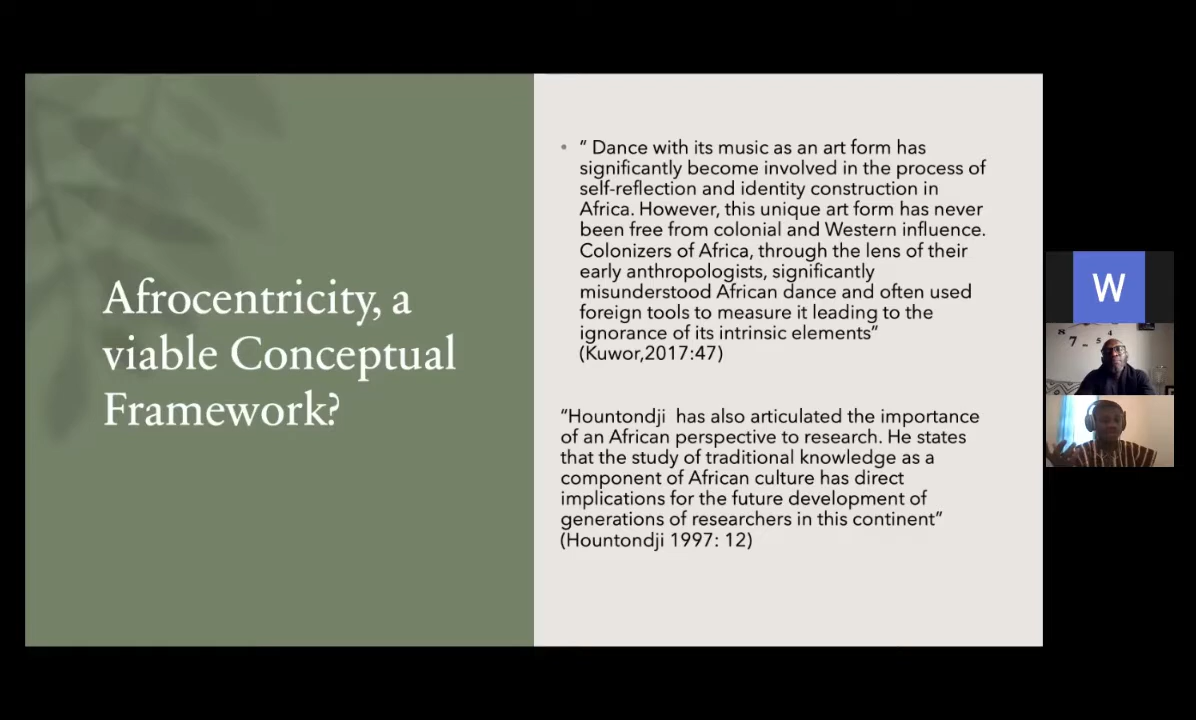 Afrocentricity, a
viable Conceptual
Framework?
• “ Dance with its music as an art form has
significantly become involved in the process of
self-reflection and identity construction in
Africa. However, this unique art form has never
been free from colonial and Western influence.
Colonizers of Africa, through the lens of their
early anthropologists, significantly
misunderstood African dance and often used
foreign tools to measure it leading to the
ignorance of its intrinsic elements”
(Kuwor,2017:47)
“Hountondji has also articulated the importance
of an African perspective to research. He states
that the study of traditional knowledge as a
component of African culture has direct
implications for the future development of
generations of researchers in this continent”
(Hountondji 1997: 12)
W